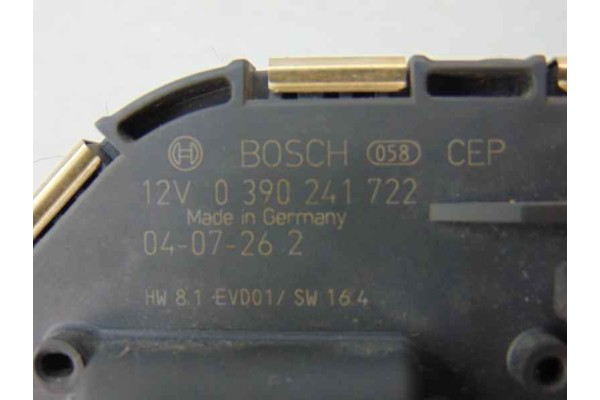 BOSCH 058 CEP
12V 0 390 241 722
Made in Germany
04-07-26 2
HW 8.1 EVD01/ SW 16.4